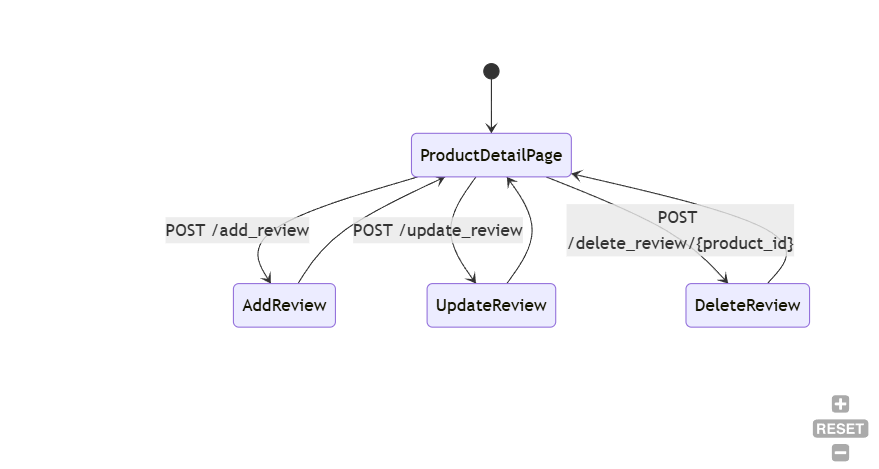 ProductDetailPage
POST /add_review
POST /update_review
POST
/delete_review/{product_id}
AddReview
UpdateReview
DeleteReview
RESET